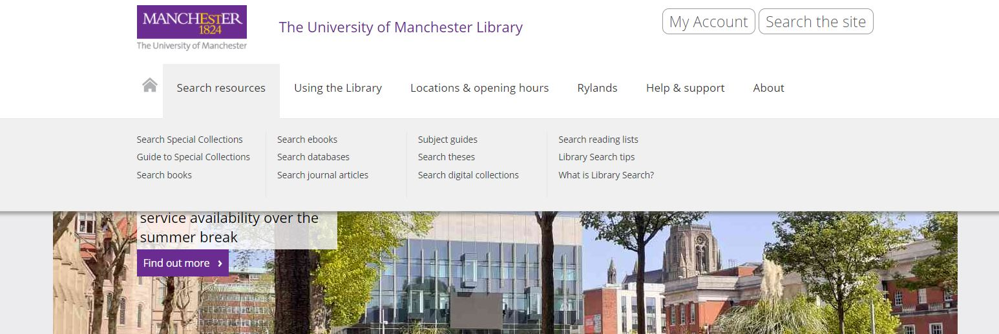 MANCHESTER
1824
The University of Manchester
The University of Manchester Library
My Account
Search the site
Search resources
Using the Library
Locations & opening hours
Rylands
Help & support
About
Search Special Collections
Guide to Special Collections
Search books
Search ebooks
Search databases
Search journal articles
Subject guides
Search theses
Search digital collections
Search reading lists
Library Search tips
What is Library Search?
service availability over the
summer break
Find out more ›